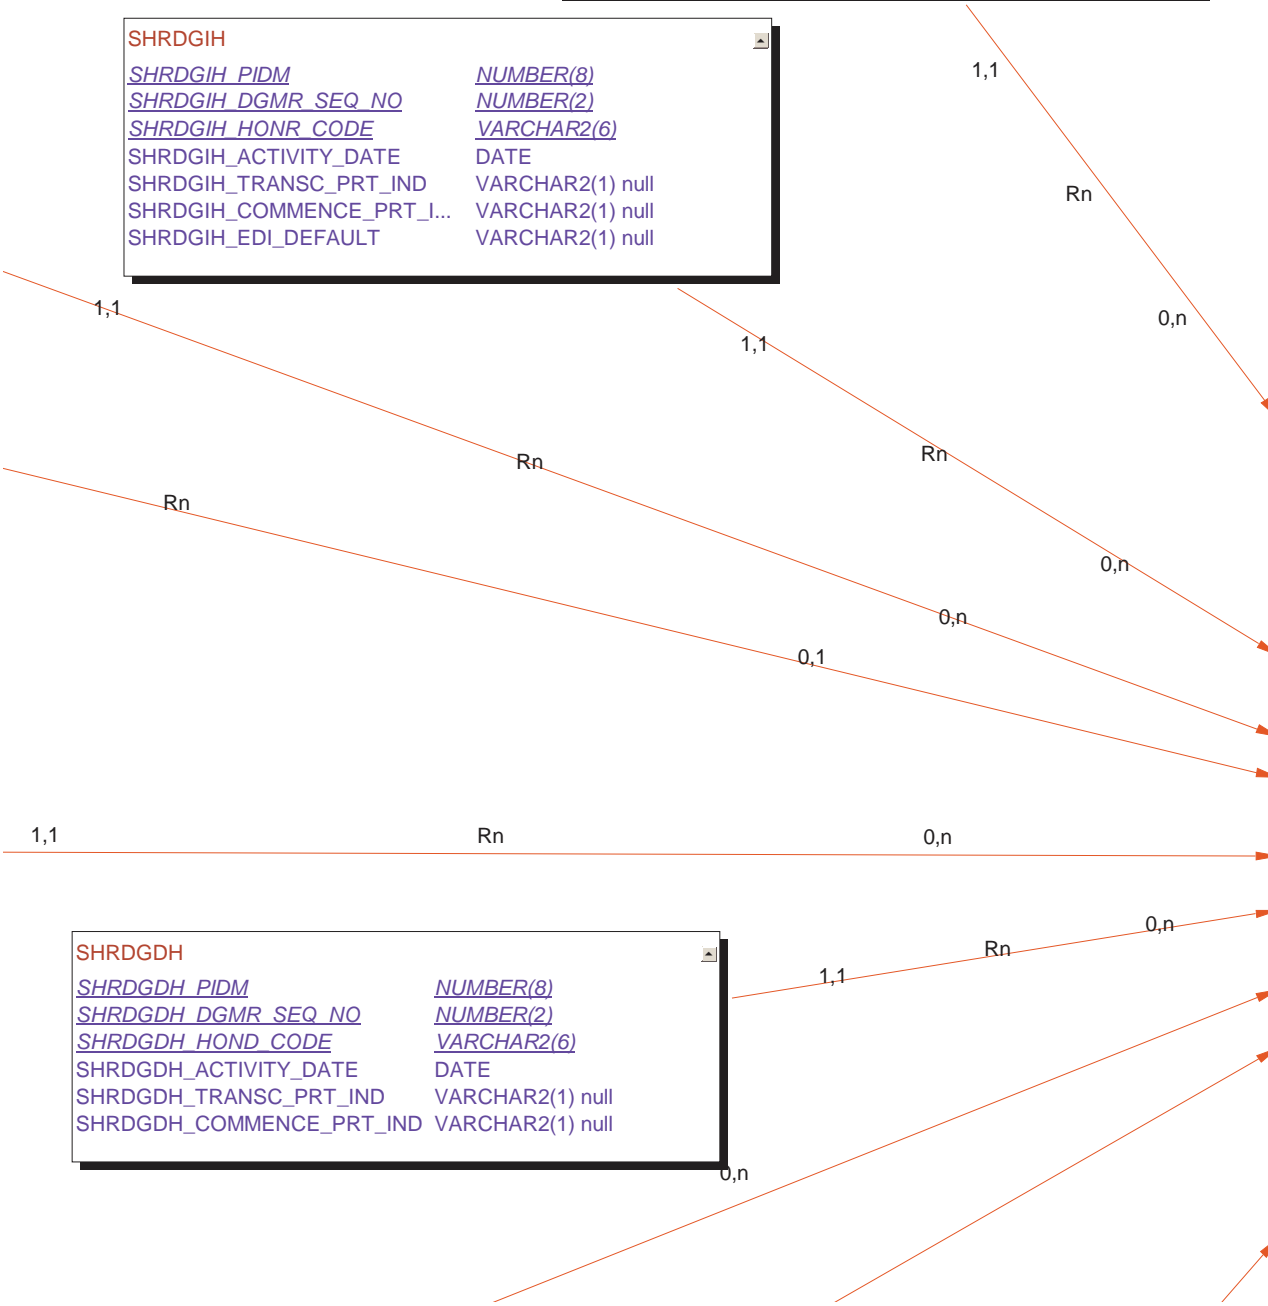 SHRDGIH
SHRDGIH_PIDM NUMBER(8)
SHRDGIH_DGMR_SEQ_NO NUMBER(2)
SHRDGIH_HONR_CODE VARCHAR2(6)
SHRDGIH_ACTIVITY_DATE DATE
SHRDGIH_TRANSC_PRT_IND VARCHAR2(1) null
SHRDGIH_COMMENCE_PRT_I... VARCHAR2(1) null
SHRDGIH_EDI_DEFAULT VARCHAR2(1) null
1,1
Rn
0,n
1,1
1,1
Rn
Rn
Rn
0,n
0,n
0,1
1,1
Rn
0,n
0,n
Rn
1,1
SHRDGDH
SHRDGDH_PIDM NUMBER(8)
SHRDGDH_DGMR_SEQ_NO NUMBER(2)
SHRDGDH_HOND_CODE VARCHAR2(6)
SHRDGDH_ACTIVITY_DATE DATE
SHRDGDH_TRANSC_PRT_IND VARCHAR2(1) null
SHRDGDH_COMMENCE_PRT_IND VARCHAR2(1) null
0,n